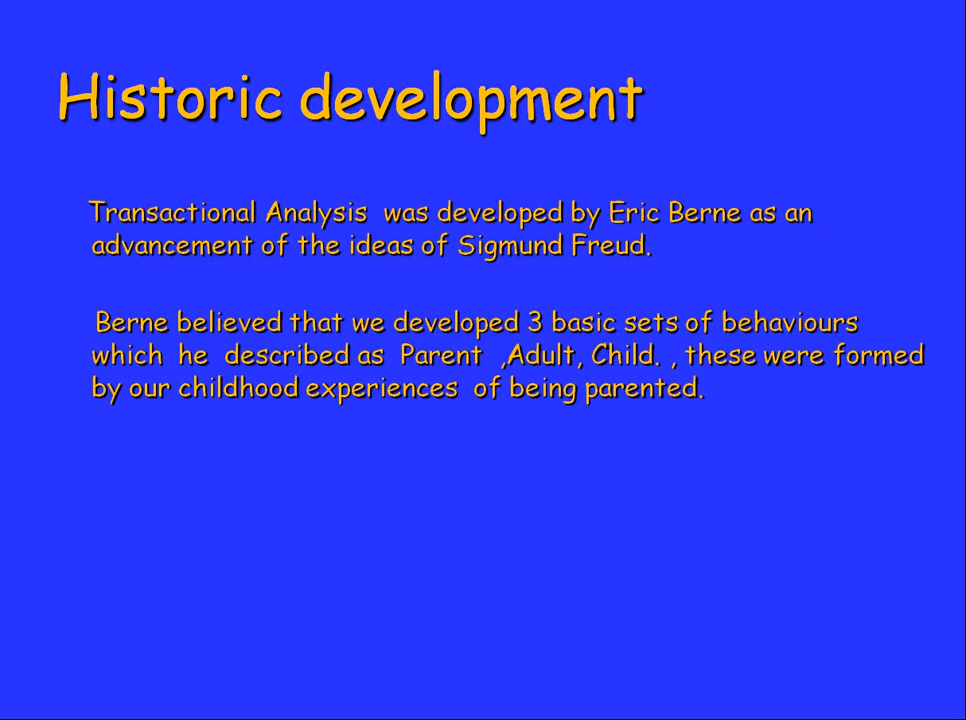 Historic development
Transactional Analysis  was developed by Eric Berne as an
advancement of the ideas of Sigmund Freud.
Berne believed that we developed 3 basic sets of behaviours
which  he  described as  Parent  ,Adult, Child. , these were formed
by our childhood experiences  of being parented.